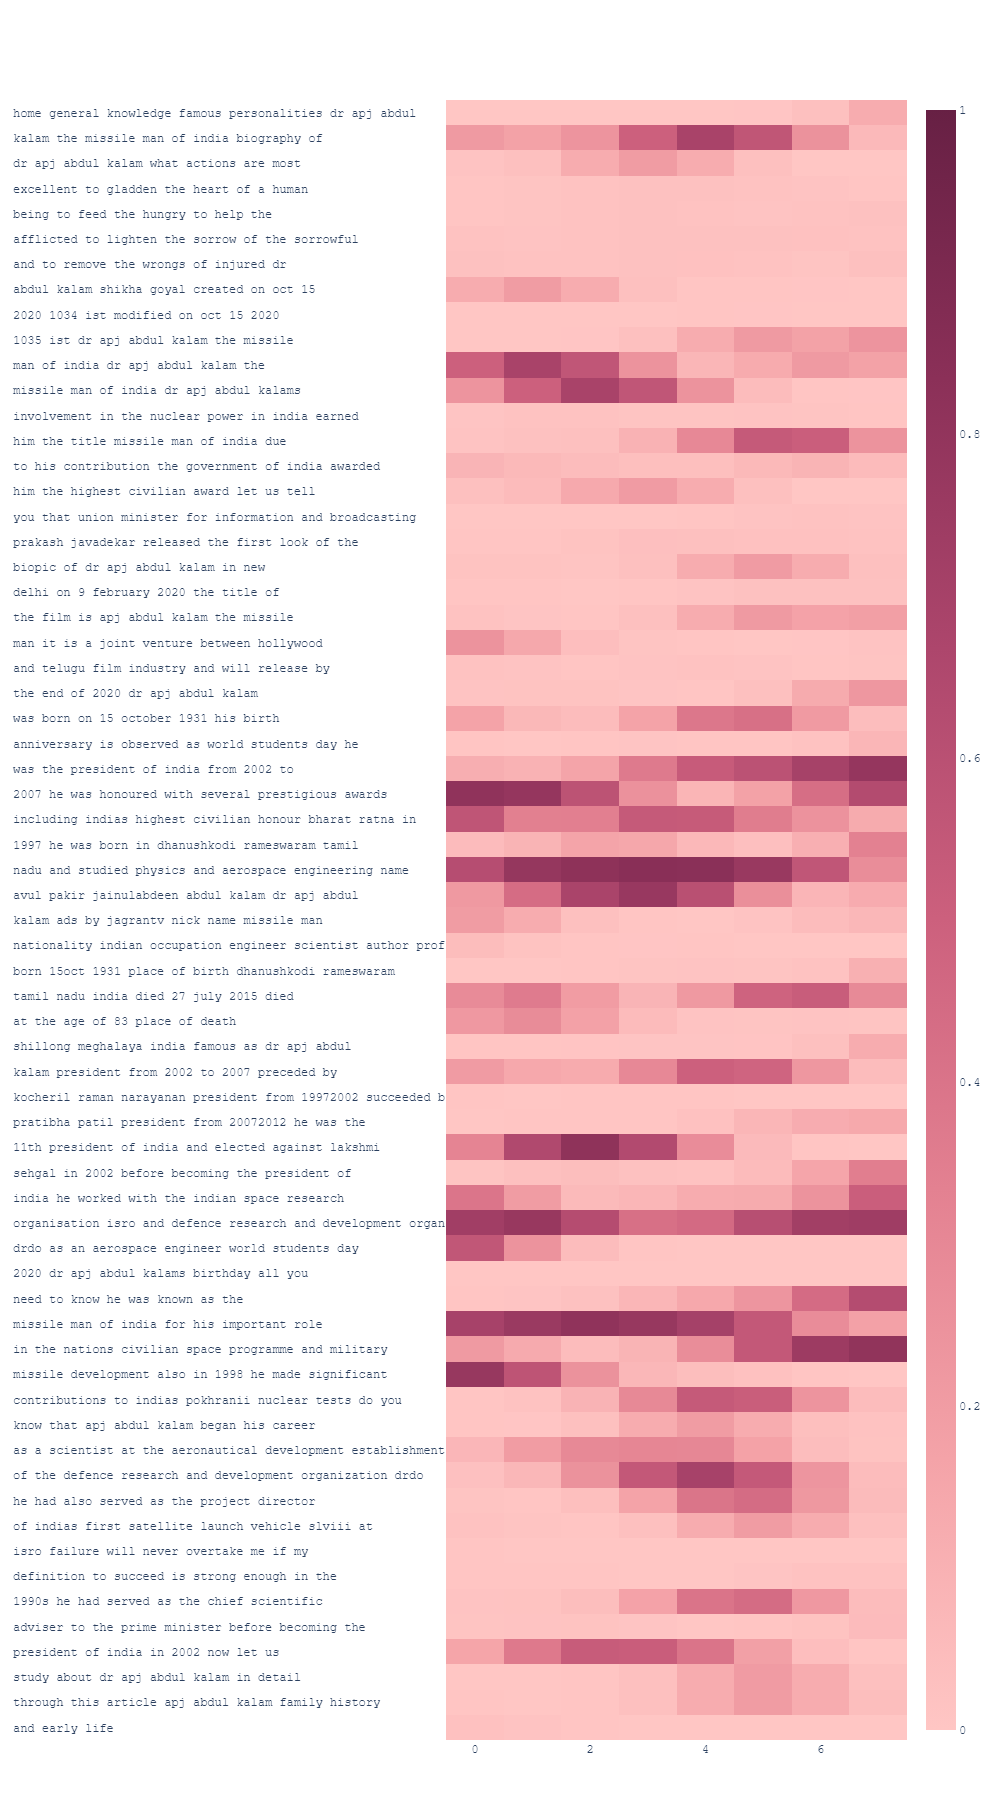 home general knowledge famous personalities dr apj abdul
kalam the missile man of india biography of
dr apj abdul kalam what actions are most
excellent to gladden the heart of a human
being to feed the hungry to help the
afflicted to lighten the sorrow of the sorrowful
and to remove the wrongs of injured dr
abdul kalam shikha goyal created on oct 15
2020 1034 ist modified on oct 15 2020
1035 ist dr apj abdul kalam the missile
man of india dr apj abdul kalam the
missile man of india dr apj abdul kalams
involvement in the nuclear power in india earned
him the title missile man of india due
to his contribution the government of india awarded
him the highest civilian award let us tell
you that union minister for information and broadcasting
prakash javadekar released the first look of the
biopic of dr apj abdul kalam in new
delhi on 9 february 2020 the title of
the film is apj abdul kalam the missile
man it is a joint venture between hollywood
and telugu film industry and will release by
the end of 2020 dr apj abdul kalam
was born on 15 october 1931 his birth
anniversary is observed as world students day he
was the president of india from 2002 to
2007 he was honoured with several prestigious awards
including indias highest civilian honour bharat ratna in
1997 he was born in dhanushkodi rameswaram tamil
nadu and studied physics and aerospace engineering name
avul pakir jainulabdeen abdul kalam dr apj abdul
kalam ads by jagrantv nick name missile man
nationality indian occupation engineer scientist author prof
born 15oct 1931 place of birth dhanushkodi rameswaram
tamil nadu india died 27 july 2015 died
at the age of 83 place of death
shillong meghalaya india famous as dr apj abdul
kalam president from 2002 to 2007 preceded by
kocheril raman narayanan president from 19972002 succeeded b
pratibha patil president from 20072012 he was the
11th president of india and elected against lakshmi
sehgal in 2002 before becoming the president of
india he worked with the indian space research
organisation isro and defence research and development organ
drdo as an aerospace engineer world students day
2020 dr apj abdul kalams birthday all you
need to know he was known as the
missile man of india for his important role
in the nations civilian space programme and military
missile development also in 1998 he made significant
contributions to indias pokhranii nuclear tests do you
know that apj abdul kalam began his career
as a scientist at the aeronautical development establishment
of the defence research and development organization drdo
he had also served as the project director
of indias first satellite launch vehicle slviii at
isro failure will never overtake me if my
definition to succeed is strong enough in the
1990s he had served as the chief scientific
adviser to the prime minister before becoming the
president of india in 2002 now let us
study about dr apj abdul kalam in detail
through this article apj abdul kalam family history
and early life
0 2 4 6
1
0.8
0.6
0.4
0.2
0